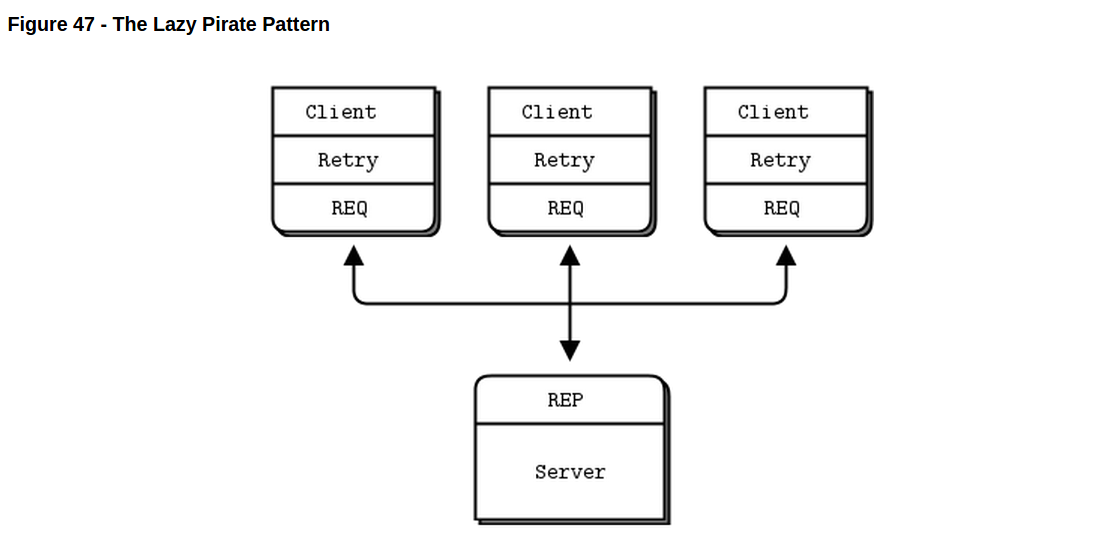 Figure 47 - The Lazy Pirate Pattern
Client Client Client
Retry Retry Retry
REQ REQ REQ
REP
Server